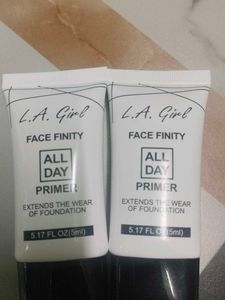 L.A. Girl
FACE FINITY
ALL
DAY
PRIMER
EXTENDS THE WEAR
OF FOUNDATION
5.17 FL OZ(5ml)
L.A. Girl
FACE FINITY
ALL
DAY
PRIMER
EXTENDS THE WEAR
OF FOUNDATION
5.17 FL OZ(5ml)